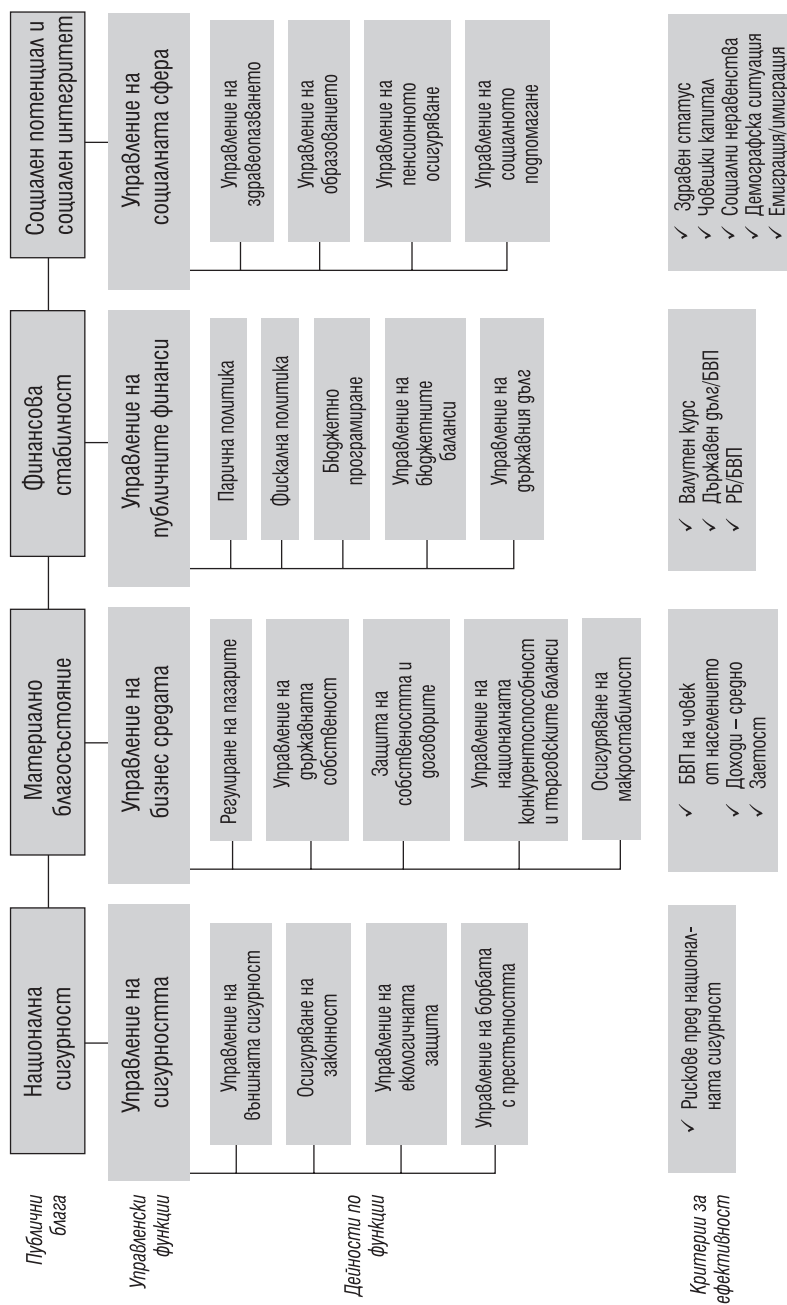 Публични
блага
Национална
сигурност
Материално
благосъстояние
Финансова
стабилност
Социален потенциал и
социален интегритет
Управленски
функции
Управление на
сигурността
Управление на
бизнес средата
Управление на
публичните финанси
Управление на
социалната сфера
Дейности по
функции
Управление на
външната сигурност
Осигуряване на
законност
Управление на
екологичната
защита
Управление на борбата
с престъпността
Регулиране на пазарите
Управление на
държавната
собственост
Защита на
собствеността и
договорите
Управление на
националната
конкурентоспособност
и търговските баланси
Осигуряване на
макростабилност
Парична политика
Фискална политика
Бюджетно
програмиране
Управление на
бюджетните
баланси
Управление на
държавния дълг
Управление на
здравеопазването
Управление на
образованието
Управление на
пенсионното
осигуряване
Управление на
социалното
подпомагане
Критерии за
ефективност
✓ Рискове пред национал-
ната сигурност
✓ БВП на човек
от населението
✓ Доходи – средно
✓ Заетост
✓ Валутен курс
✓ Държавен дълг/БВП
✓ РБ/БВП
✓ Здравен статус
✓ Човешки капитал
✓ Социални неравенства
✓ Демографска ситуация
✓ Емиграция/имиграция